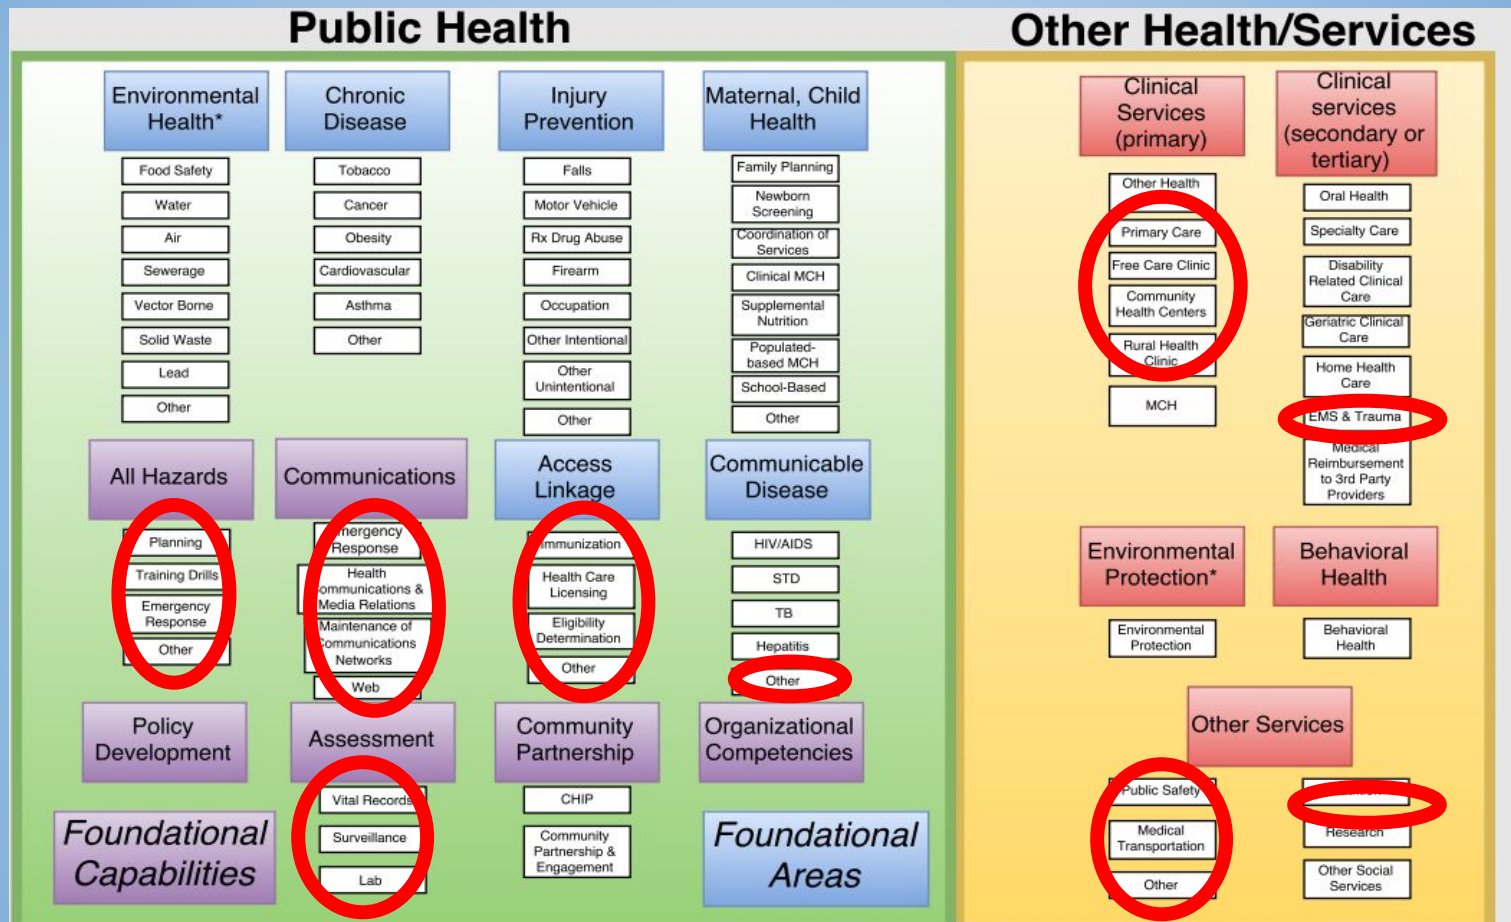 Public Health
Other Health/Services
Environmental
Health*
Food Safety
Water
Air
Sewerage
Vector Borne
Solid Waste
Lead
Other
Chronic
Disease
Tobacco
Cancer
Obesity
Cardiovascular
Asthma
Other
Injury
Prevention
Falls
Motor Vehicle
Rx Drug Abuse
Firearm
Occupation
Other Intentional
Other
Unintentional
Other
Maternal, Child
Health
Family Planning
Newborn
Screening
Coordination of
Services
Clinical MCH
Supplemental
Nutrition
Populated-
based MCH
School-Based
Other
All Hazards
Planning
Training Drills
Emergency
Response
Other
Communications
Emergency
Response
Health
Communications &
Media Relations
Maintenance of
Communications
Networks
Web
Access
Linkage
Immunization
Health Care
Licensing
Eligibility
Determination
Other
Communicable
Disease
HIV/AIDS
STD
TB
Hepatitis
Other
Policy
Development
Assessment
Vital Records
Surveillance
Lab
Community
Partnership
CHIP
Community
Partnership &
Engagement
Organizational
Competencies
Foundational
Capabilities
Foundational
Areas
Clinical
Services
(primary)
Other Health
Primary Care
Free Care Clinic
Community
Health Centers
Rural Health
Clinic
MCH
Clinical
services
(secondary or
tertiary)
Oral Health
Specialty Care
Disability
Related Clinical
Care
Geriatric Clinical
Care
Home Health
Care
EMS & Trauma
Medical
Reimbursement
to 3rd Party
Providers
Environmental
Protection*
Environmental
Protection
Behavioral
Health
Behavioral
Health
Other Services
Public Safety
Medical
Transportation
Other
Research
Other Social
Services